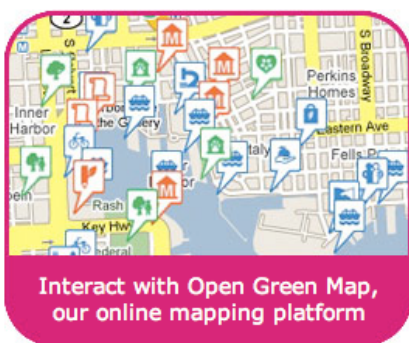 2
S Broadway
Perkins
Homes
Inner
Harbor
the Gallery
Eastern Ave
Fells
Rash
Key Hwy
Federal
Interact with Open Green Map,
our online mapping platform